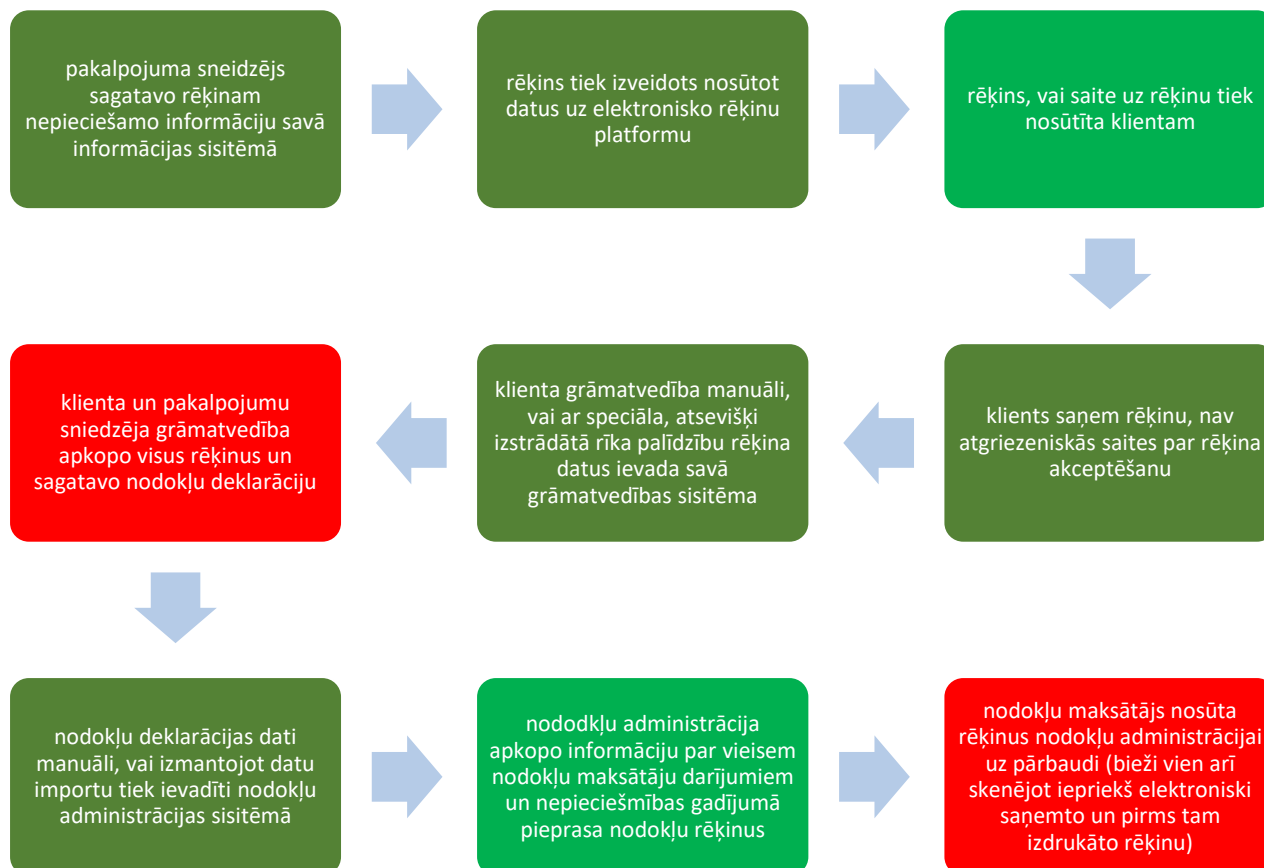 pakalpojuma sneidzējs
sagatavo rēķinam
nepieciešamo informāciju savā
informācijas sisitēmā
rēķins tiek izveidots nosūtot
datus uz elektronisko rēķinu
platformu
rēķins, vai saite uz rēķinu tiek
nosūtīta klientam
klients saņem rēķinu, nav
atgriezeniskās saites par rēķina
akceptēšanu
klienta grāmatvedība manuāli,
vai ar speciāla, atsevišķi
izstrādātā rīka palīdzību rēķina
datus ievada savā
grāmatvedības sisitēma
klienta un pakalpojumu
sniedzēja grāmatvedība
apkopo visus rēķinus un
sagatavo nodokļu deklarāciju
nodokļu deklarācijas dati
manuāli, vai izmantojot datu
importu tiek ievadīti nodokļu
administrācijas sisitēmā
nododkļu administrācija
apkopo informāciju par vieisem
nodokļu maksātāju darījumiem
un nepieciešmības gadījumā
pieprasa nodokļu rēķinus
nodokļu maksātājs nosūta
rēķinus nodokļu administrācijai
uz pārbaudi (bieži vien arī
skenējot iepriekš elektroniski
saņemto un pirms tam
izdrukāto rēķinu)